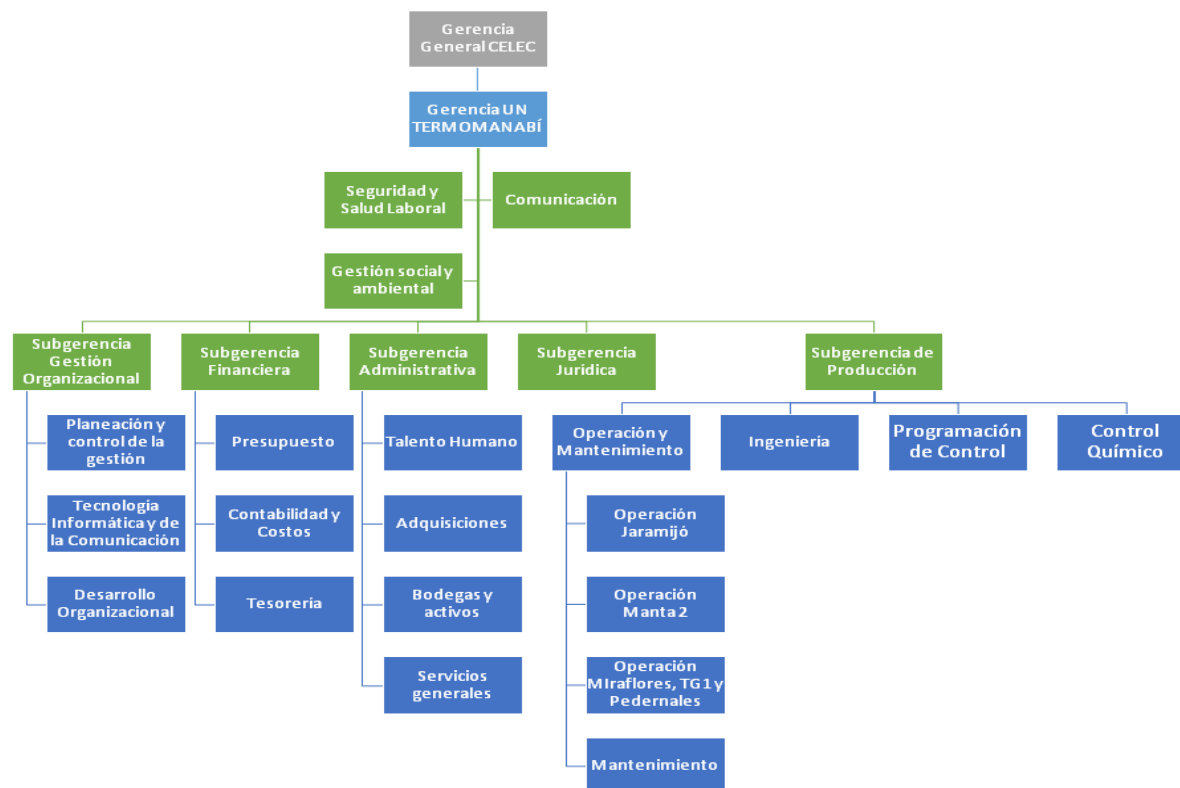 Gerencia
General CELEC
Gerencia UN
TERMOMANABÍ
Seguridad y
Salud Laboral
Comunicación
Gestión social y
ambiental
Subgerencia
Gestión
Organizacional
Subgerencia
Financiera
Subgerencia
Administrativa
Subgerencia
Jurídica
Subgerencia de
Producción
Planeación y
control de la
gestión
Tecnología
Informática y de
la Comunicación
Desarrollo
Organizacional
Presupuesto
Contabilidad y
Costos
Tesorería
Talento Humano
Adquisiciones
Bodegas y
activos
Servicios
generales
Operación y
Mantenimiento
Operación
Jaramijó
Operación
Manta 2
Operación
MIraflores, TG1 y
Pedernales
Mantenimiento
Ingeniería
Programación
de Control
Control
Químico